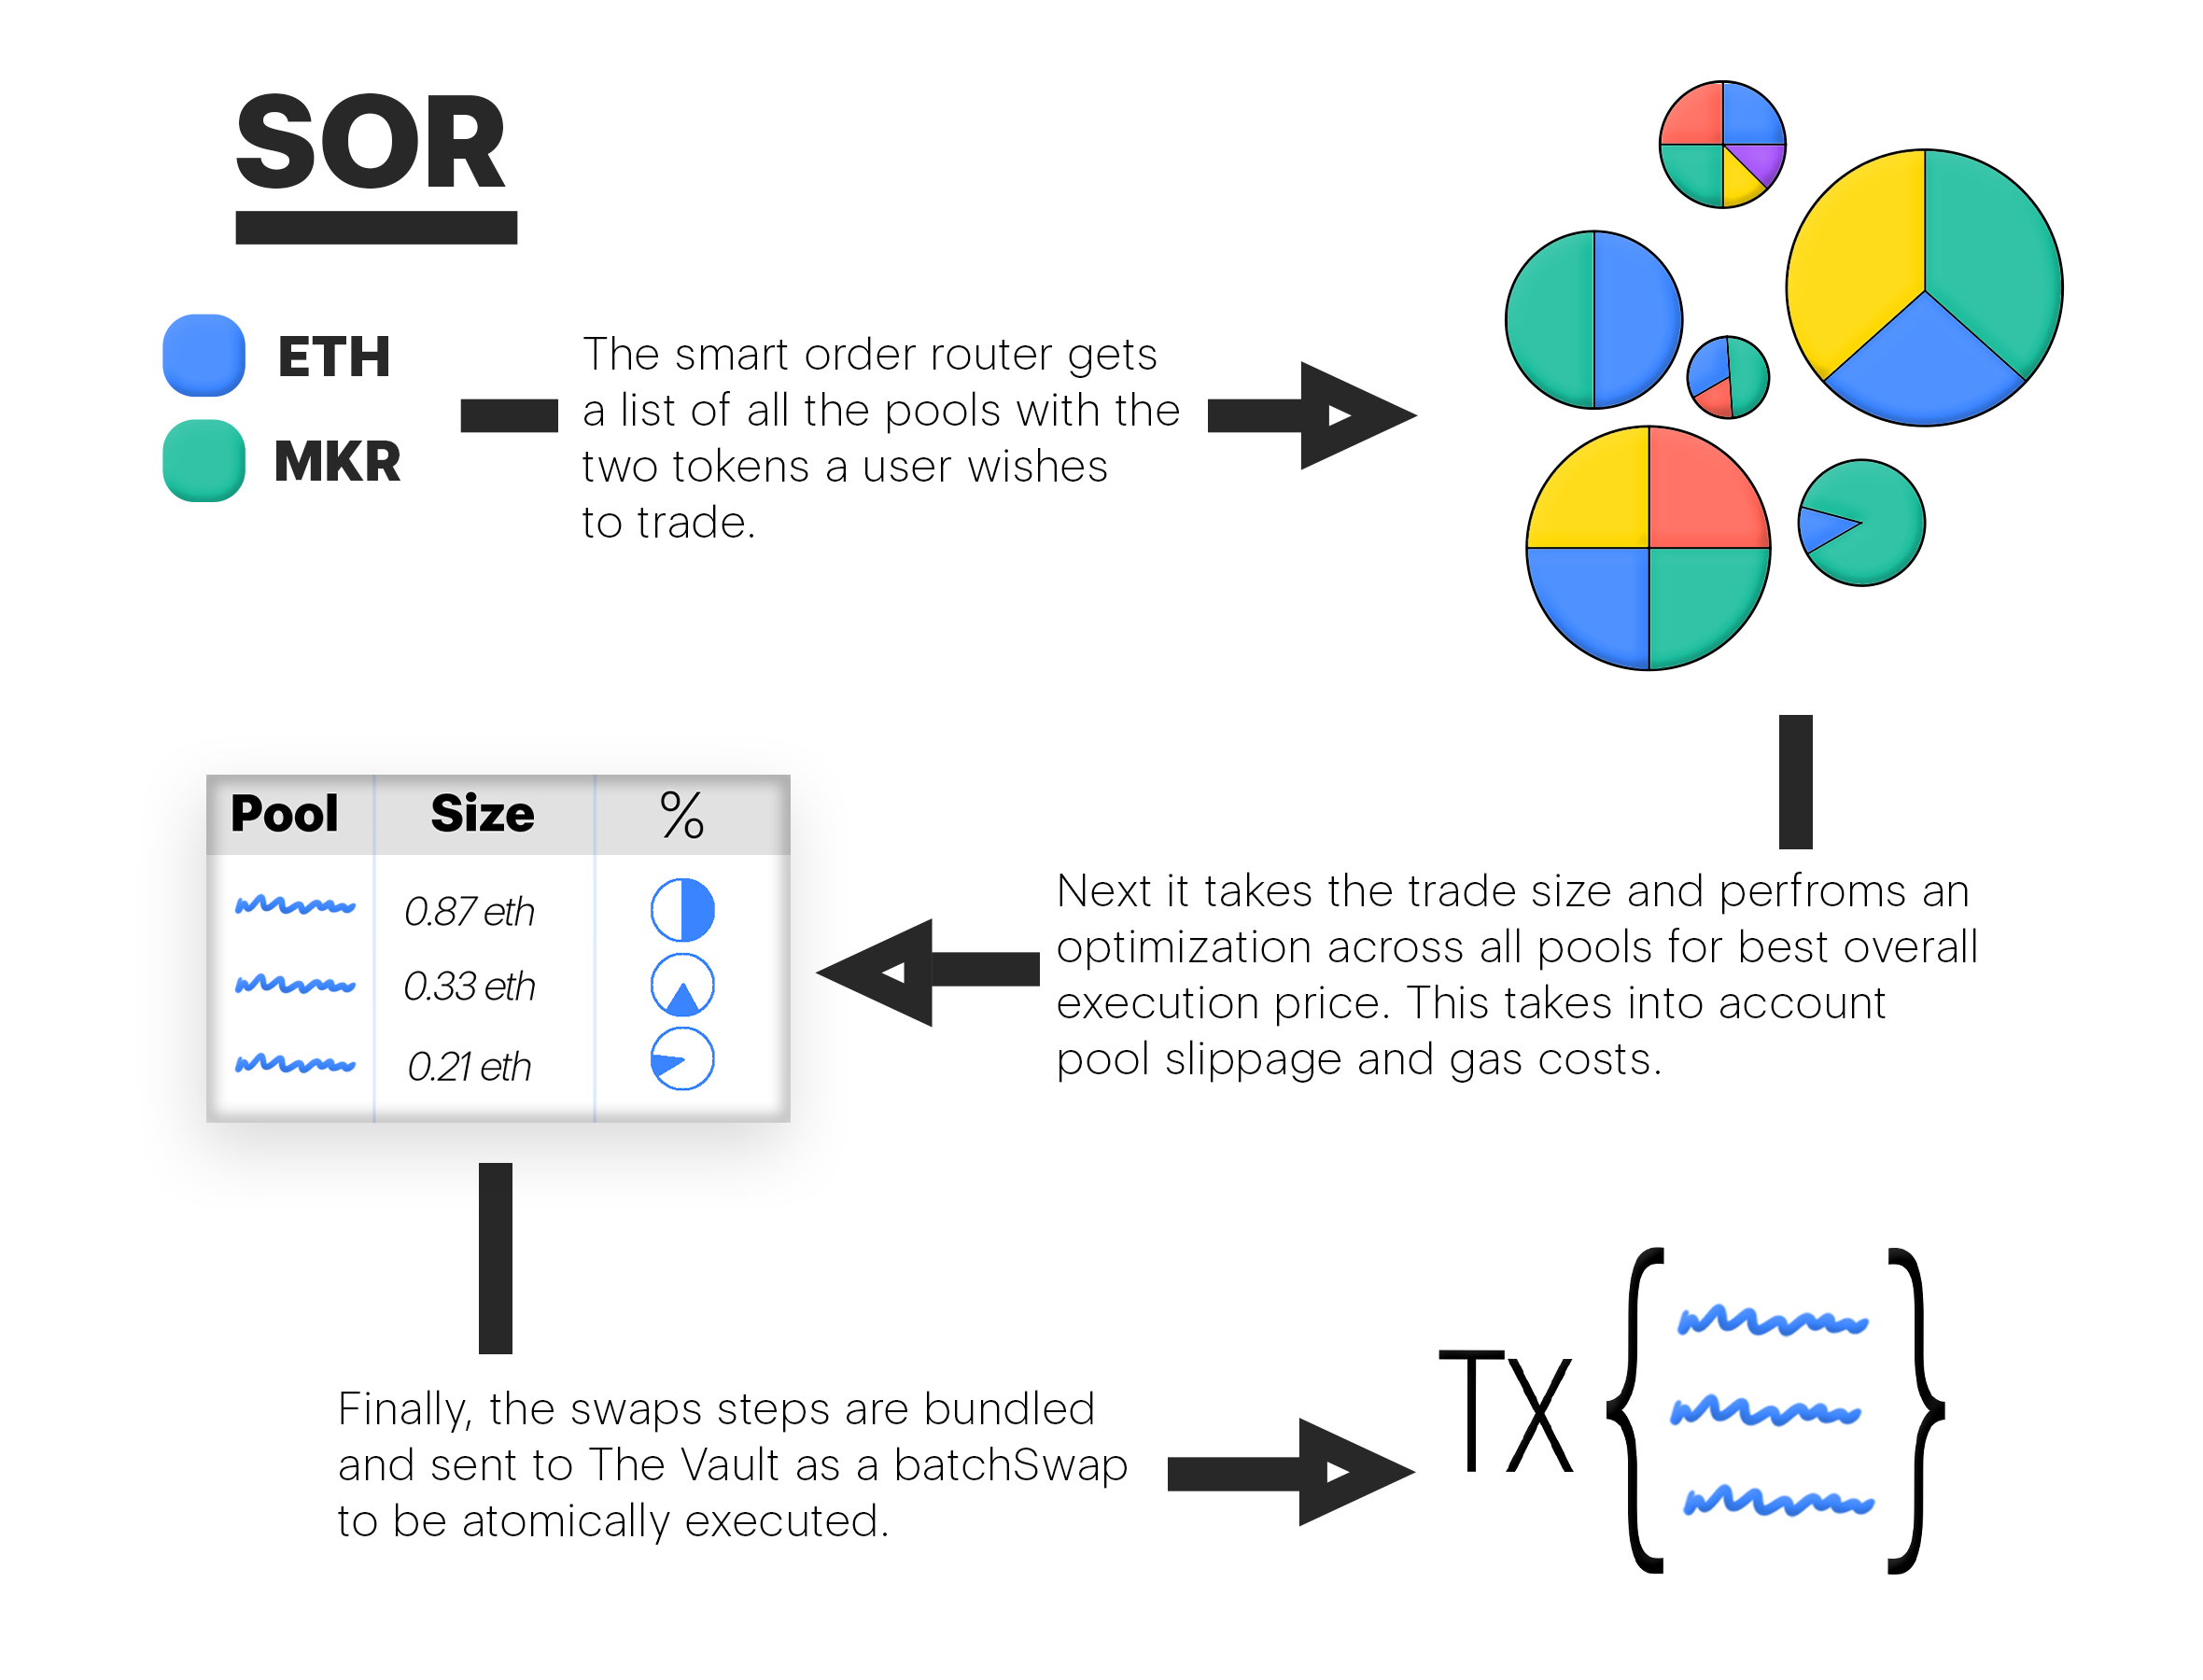 SOR
ETH
MKR
The smart order router gets
a list of all the pools with the
two tokens a user wishes
to trade.
Pool Size %
0.87 eth
0.33 eth
0.21 eth
Next it takes the trade size and perfroms an
optimization across all pools for best overall
execution price. This takes into account
pool slippage and gas costs.
Finally, the swaps steps are bundled
and sent to The Vault as a batchSwap
to be atomically executed.
TX { }